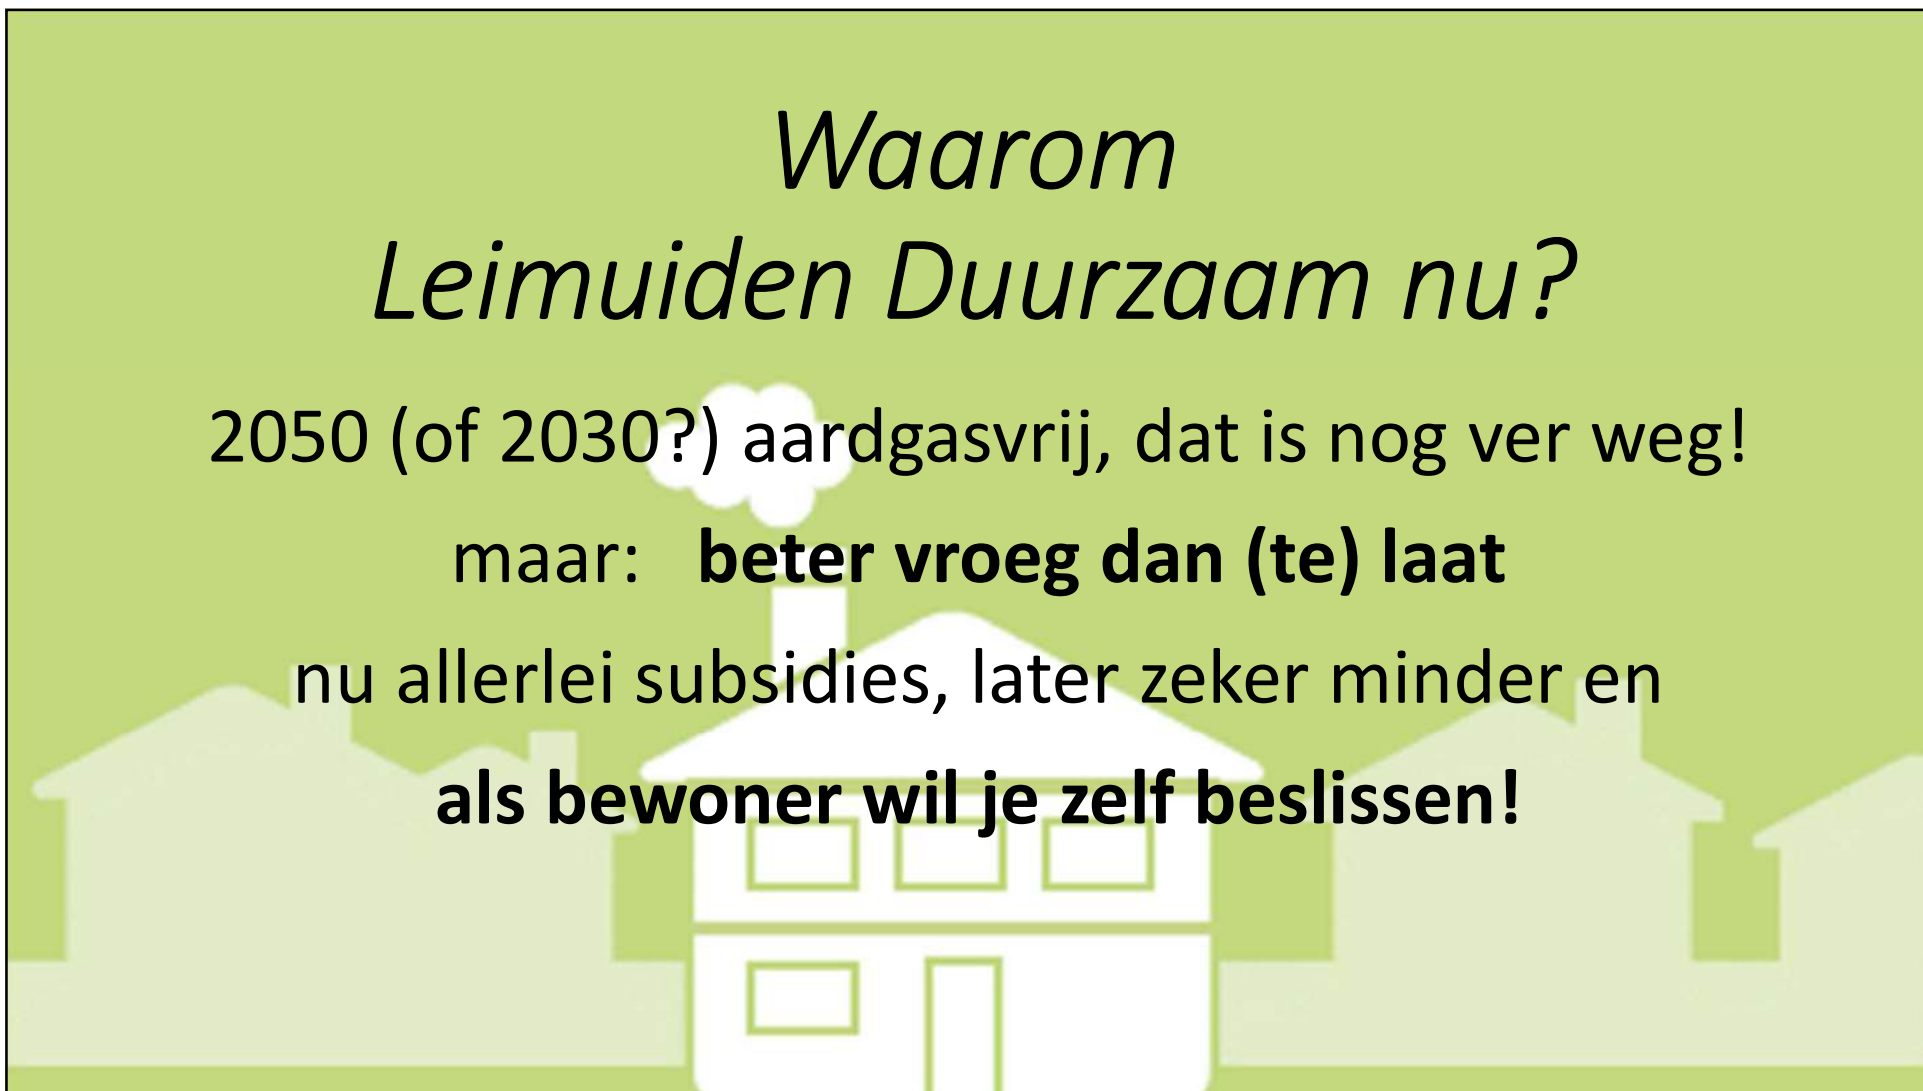 Waarom
Leimuiden Duurzaam nu?
2050 (of 2030?) aardgasvrij, dat is nog ver weg!
maar: beter vroeg dan (te) laat
nu allerlei subsidies, later zeker minder en
als bewoner wil je zelf beslissen!